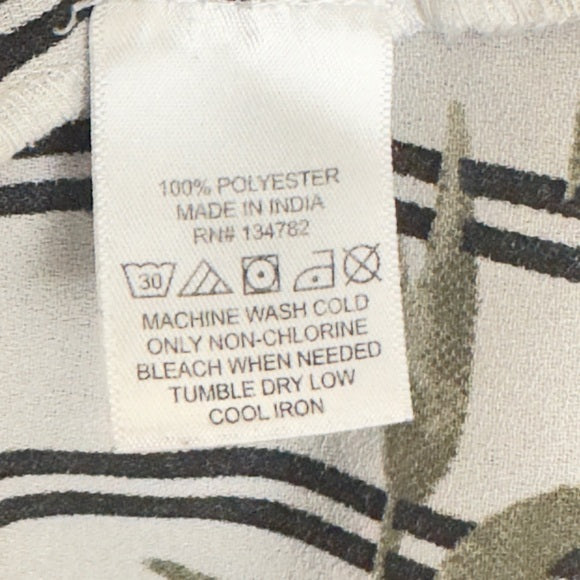 100% POLYESTER
MADE IN INDIA
RN# 134782
30
MACHINE WASH COLD
ONLY NON-CHLORINE
BLEACH WHEN NEEDED
TUMBLE DRY LOW
COOL IRON